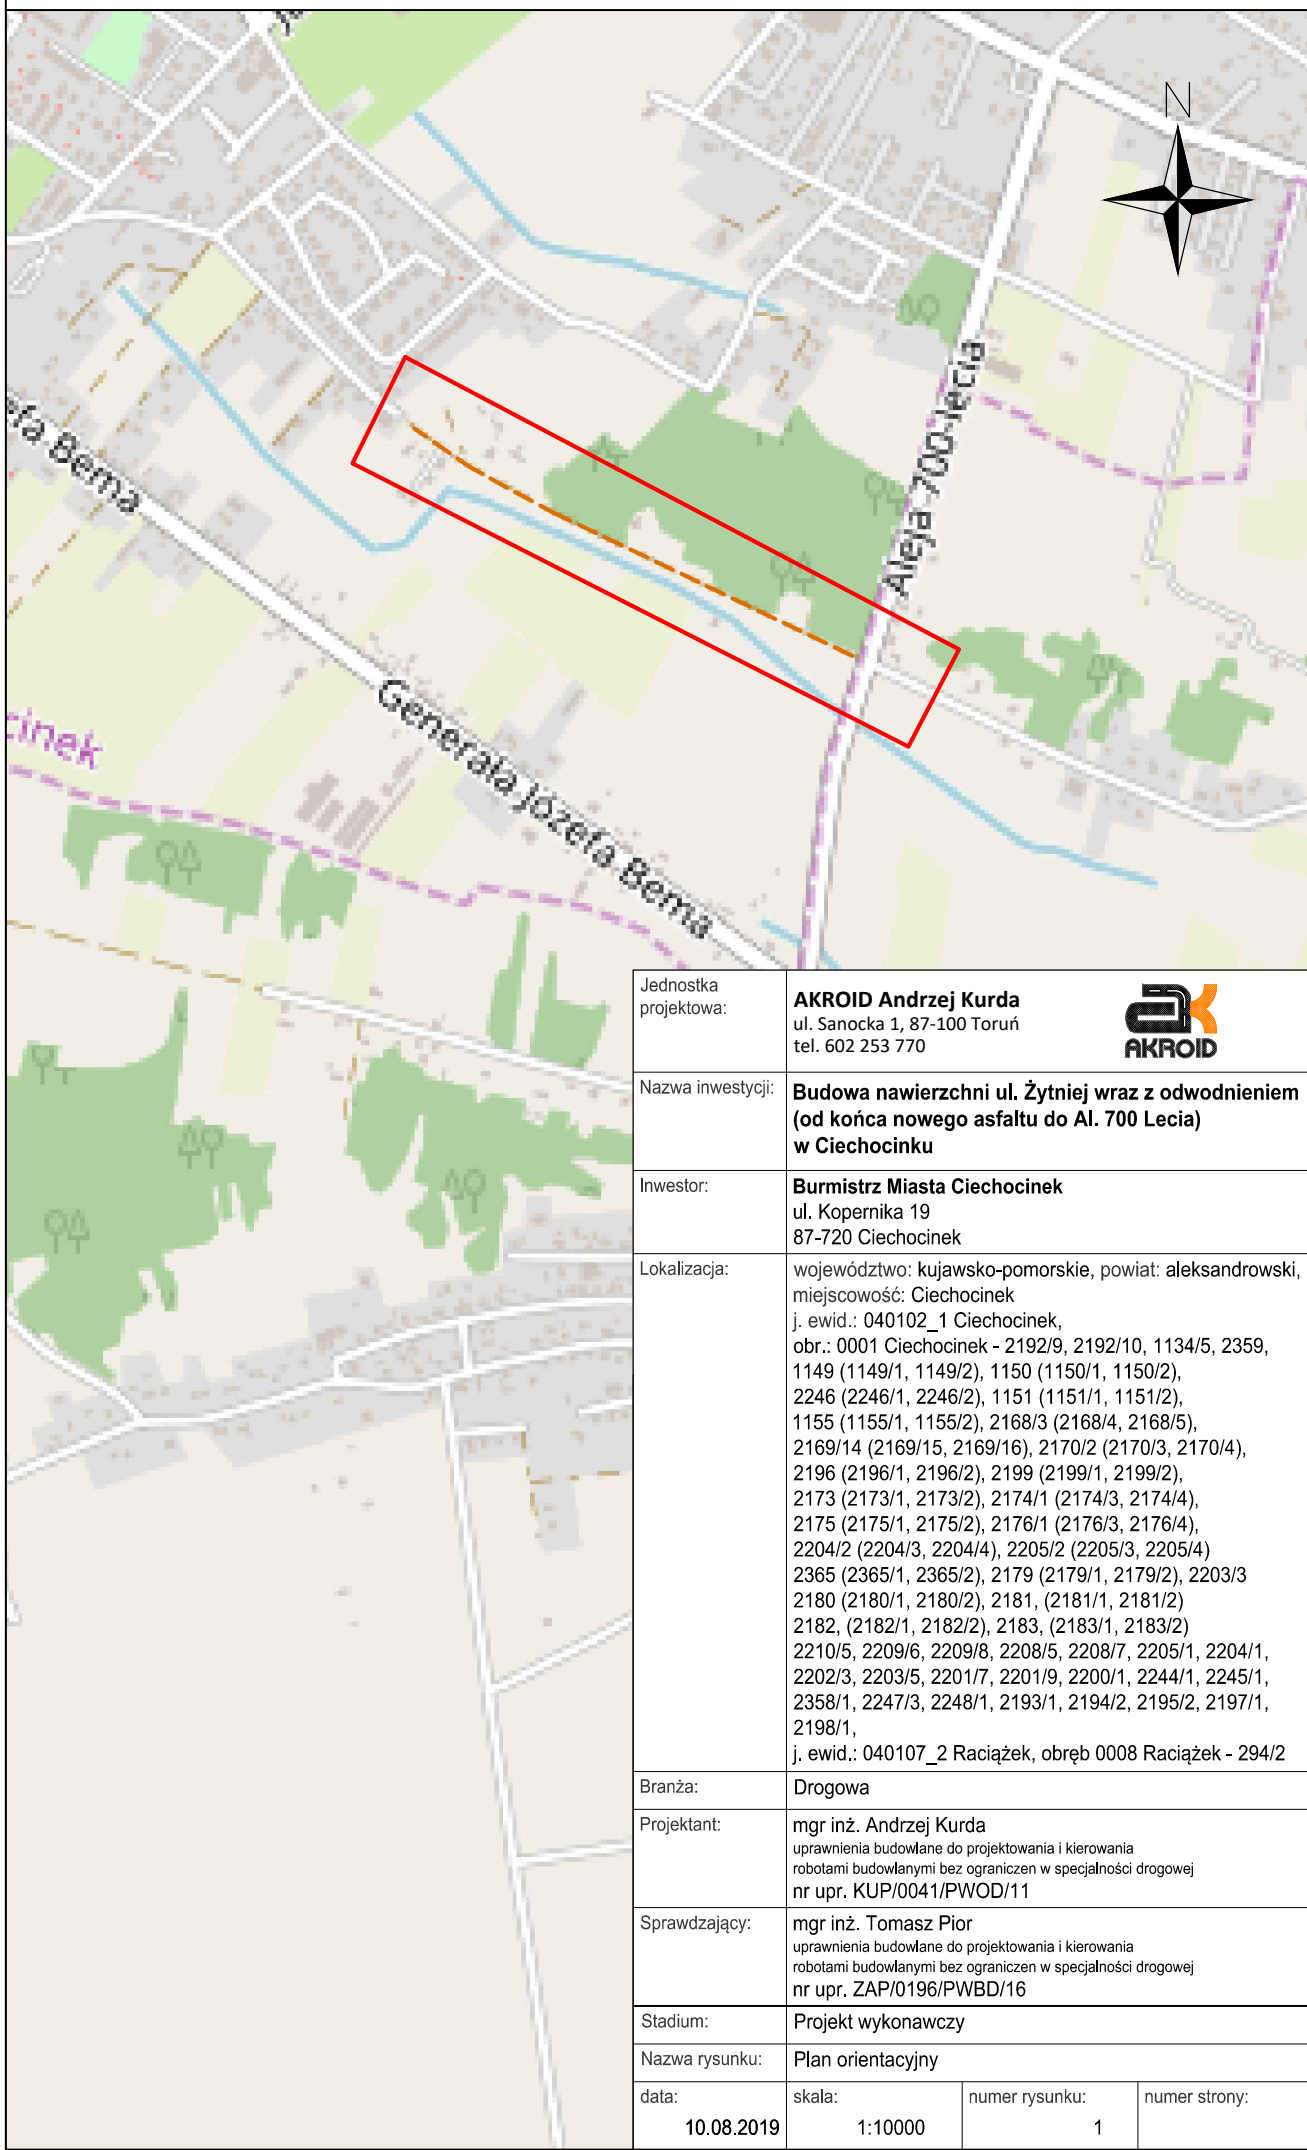 N
Aleja 700-lecia
efa Bema
Generała Józefa Bema
cinek
Jednostka
projektowa:
AKROID Andrzej Kurda
ul. Sanocka 1, 87-100 Toruń
tel. 602 253 770
AKROID
Nazwa inwestycji:
Budowa nawierzchni ul. Żytniej wraz z odwodnieniem
(od końca nowego asfaltu do Al. 700 Lecia)
w Ciechocinku
Inwestor:
Burmistrz Miasta Ciechocinek
ul. Kopernika 19
87-720 Ciechocinek
Lokalizacja:
województwo: kujawsko-pomorskie, powiat: aleksandrowski,
miejscowość: Ciechocinek
j. ewid.: 040102_1 Ciechocinek,
obr.: 0001 Ciechocinek - 2192/9, 2192/10, 1134/5, 2359,
1149 (1149/1, 1149/2), 1150 (1150/1, 1150/2),
2246 (2246/1, 2246/2), 1151 (1151/1, 1151/2),
1155 (1155/1, 1155/2), 2168/3 (2168/4, 2168/5),
2169/14 (2169/15, 2169/16), 2170/2 (2170/3, 2170/4),
2196 (2196/1, 2196/2), 2199 (2199/1, 2199/2),
2173 (2173/1, 2173/2), 2174/1 (2174/3, 2174/4),
2175 (2175/1, 2175/2), 2176/1 (2176/3, 2176/4),
2204/2 (2204/3, 2204/4), 2205/2 (2205/3, 2205/4)
2365 (2365/1, 2365/2), 2179 (2179/1, 2179/2), 2203/3
2180 (2180/1, 2180/2), 2181, (2181/1, 2181/2)
2182, (2182/1, 2182/2), 2183, (2183/1, 2183/2)
2210/5, 2209/6, 2209/8, 2208/5, 2208/7, 2205/1, 2204/1,
2202/3, 2203/5, 2201/7, 2201/9, 2200/1, 2244/1, 2245/1,
2358/1, 2247/3, 2248/1, 2193/1, 2194/2, 2195/2, 2197/1,
2198/1,
j. ewid.: 040107_2 Raciążek, obręb 0008 Raciążek - 294/2
Branża:
Drogowa
Projektant:
mgr inż. Andrzej Kurda
uprawnienia budowlane do projektowania i kierowania
robotami budowlanymi bez ograniczen w specjalności drogowej
nr upr. KUP/0041/PWOD/11
Sprawdzający:
mgr inż. Tomasz Pior
uprawnienia budowlane do projektowania i kierowania
robotami budowlanymi bez ograniczen w specjalności drogowej
nr upr. ZAP/0196/PWBD/16
Stadium:
Projekt wykonawczy
Nazwa rysunku:
Plan orientacyjny
data:
10.08.2019
skala:
1:10000
numer rysunku:
1
numer strony: